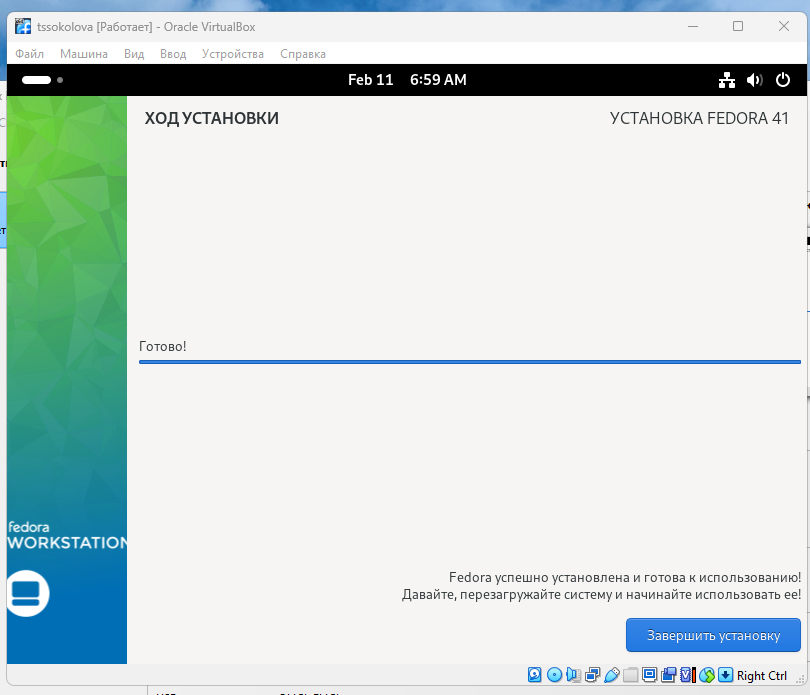 tssokolova [Работает] - Oracle VirtualBox
Файл Машина Вид Ввод Устройства Справка
Feb 11 6:59 AM
ХОД УСТАНОВКИ
УСТАНОВКА FEDORA 41
Готово!
fedora
WORKSTATION
Fedora успешно установлена и готова к использованию!
Давайте, перезагружайте систему и начинайте использовать ее!
Завершить установку
Right Ctrl